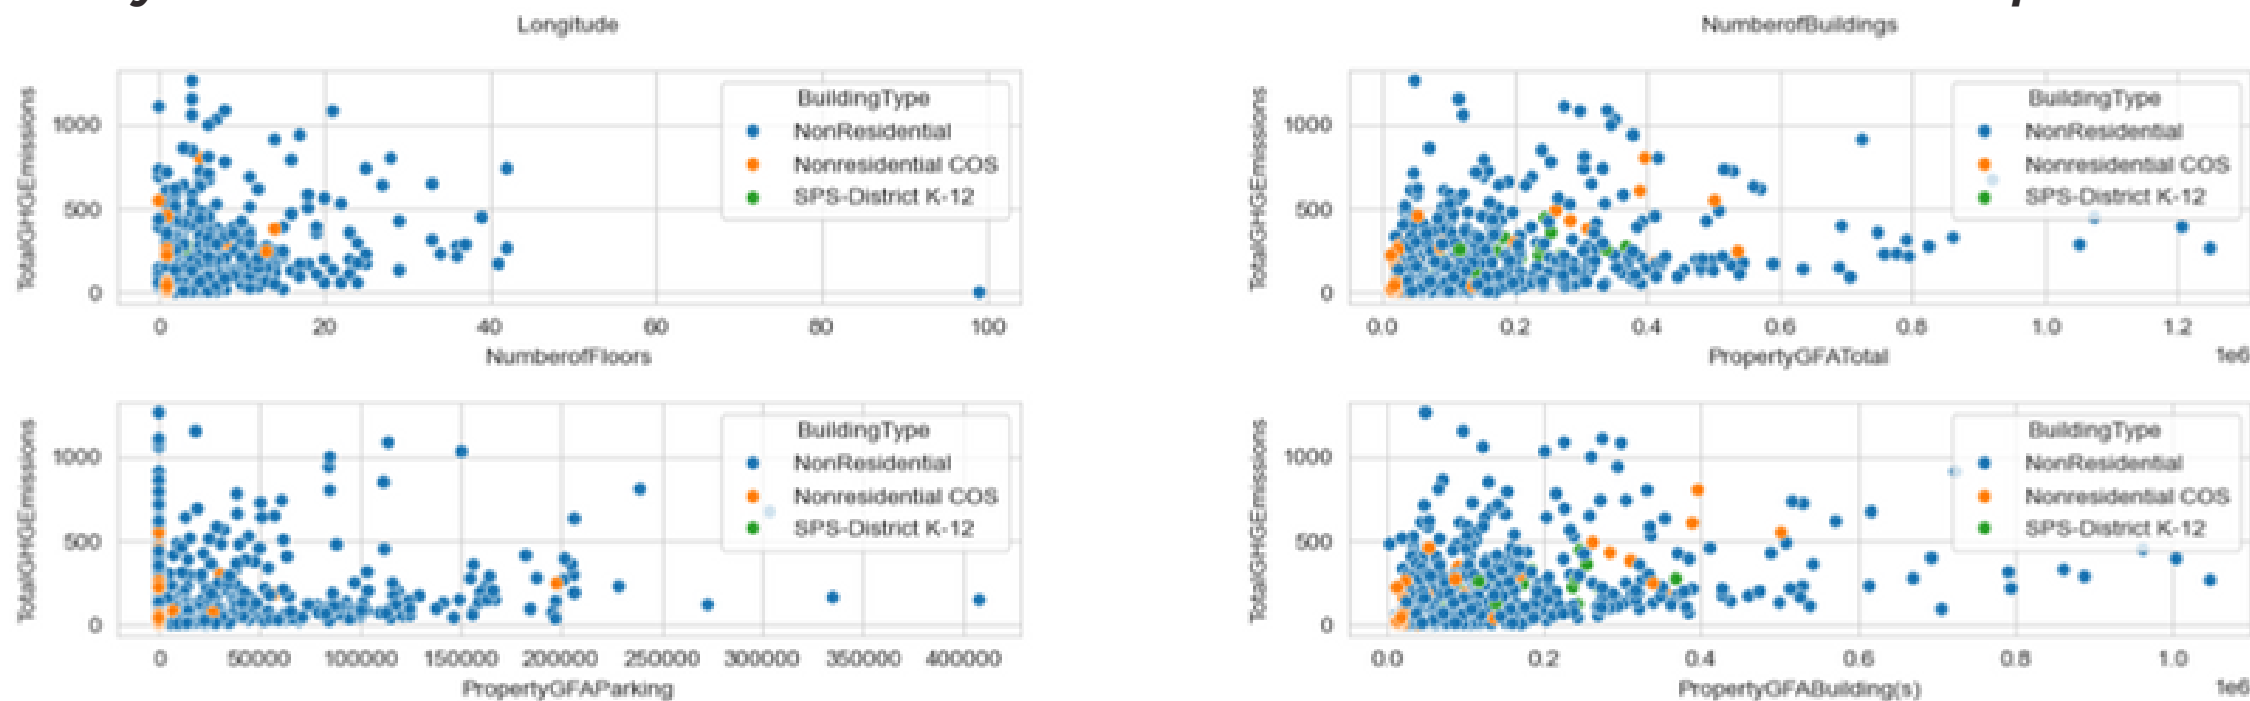 Longitude
TotalGHGEmissions
1000
500
0
BuildingType
NonResidential
Nonresidential COS
SPS-District K-12
0 20 40 60 80 100
NumberofFloors
NumberofBuildings
TotalGHGEmissions
1000
500
0
BuildingType
NonResidential
Nonresidential COS
SPS-District K-12
0.0 0.2 0.4 0.6 0.8 1.0 1.2
1e6
PropertyGFATotal
TotalGHGEmissions
1000
500
0
BuildingType
NonResidential
Nonresidential COS
SPS-District K-12
0 50000 100000 150000 200000 250000 300000 350000 400000
PropertyGFAParking
TotalGHGEmissions
1000
500
0
BuildingType
NonResidential
Nonresidential COS
SPS-District K-12
0.0 0.2 0.4 0.6 0.8 1.0
1e6
PropertyGFABuilding(s)